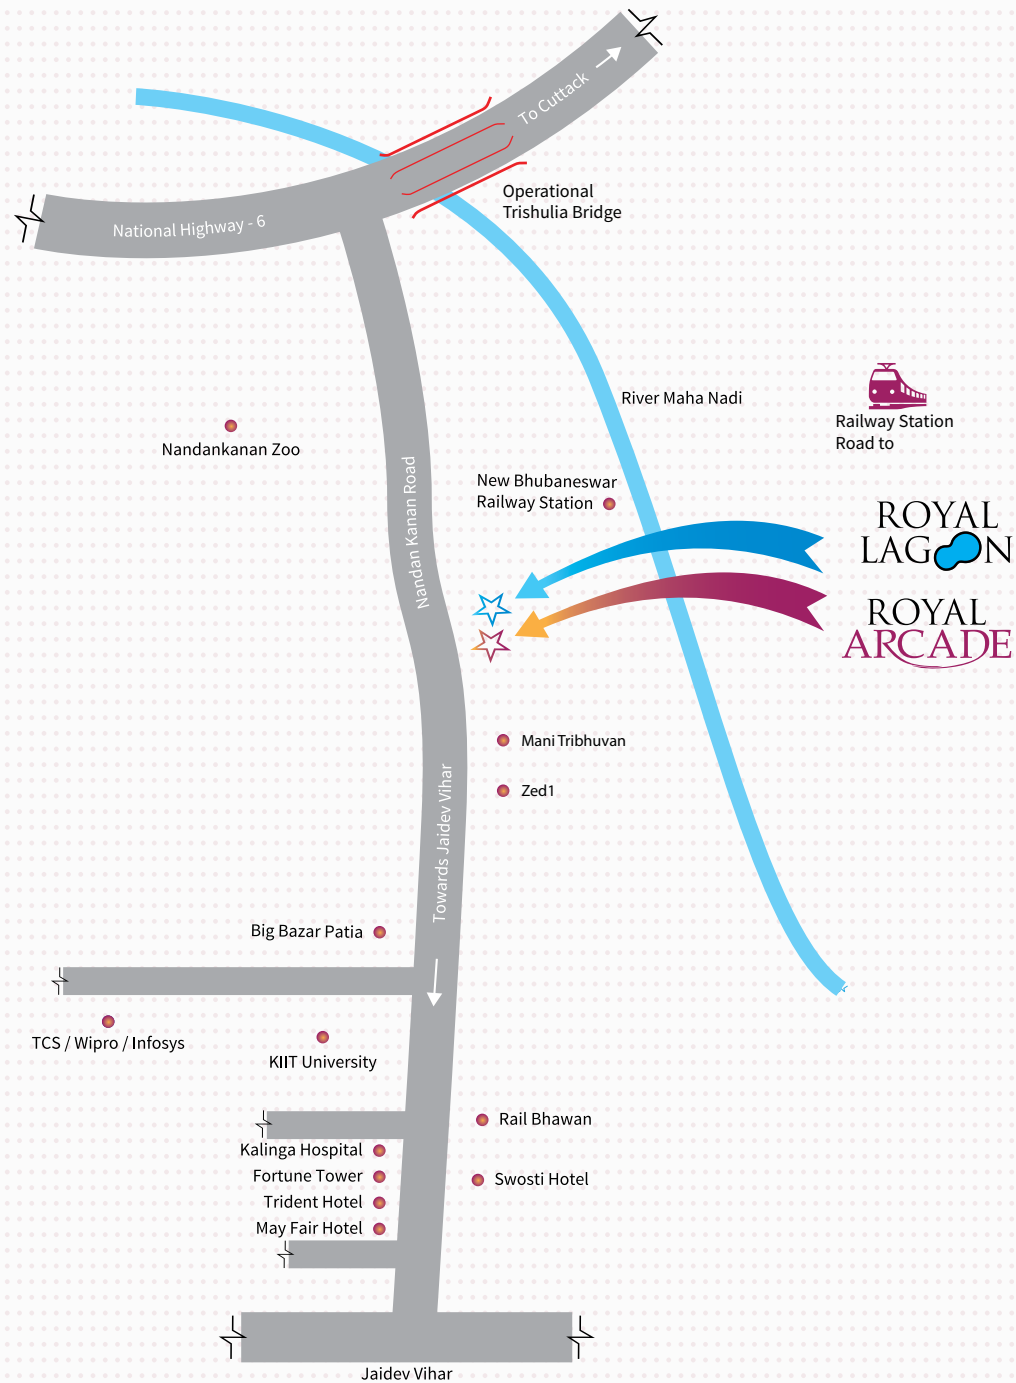 To Cuttack
Operational
Trishulia Bridge
National Highway - 6
River Maha Nadi
Railway Station
Road to
Nandankanan Zoo
Nandan Kanan Road
New Bhubaneswar
Railway Station
ROYAL
LAGOON
ROYAL
ARCADE
Mani Tribhuvan
Zed1
Towards Jaidev Vihar
Big Bazar Patia
TCS / Wipro / Infosys
KIIT University
Rail Bhawan
Kalinga Hospital
Fortune Tower
Swosti Hotel
Trident Hotel
May Fair Hotel
Jaidev Vihar